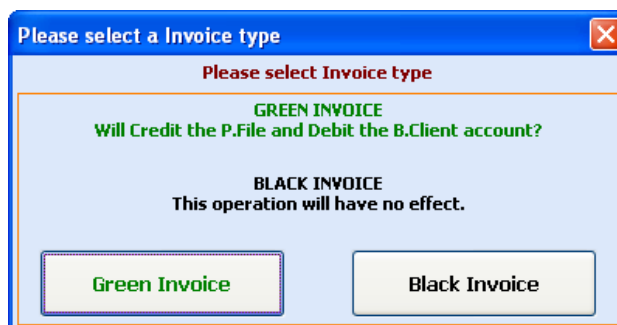 Please select a Invoice type
Please select Invoice type
GREEN INVOICE
Will Credit the P.File and Debit the B.Client account?
BLACK INVOICE
This operation will have no effect.
Green Invoice
Black Invoice